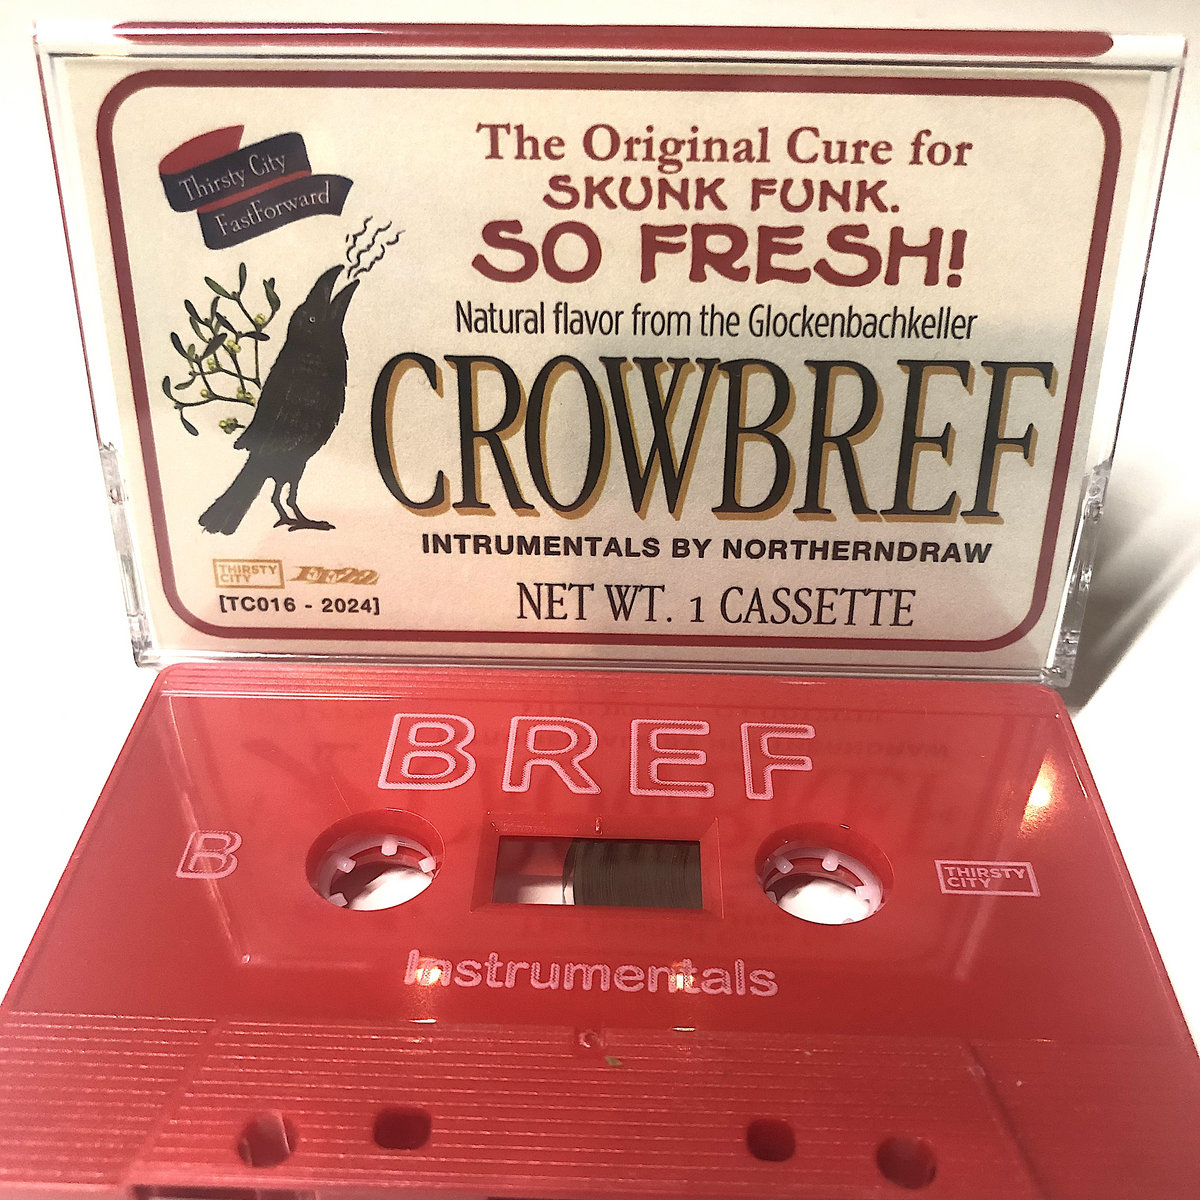 Thirsty City
FastForward
The Original Cure for
SKUNK FUNK.
SO FRESH!
Natural flavor from the Glockenbachkeller
CROWBREF
INTRUMENTALS BY NORTHERNDRAW
NET WT. 1 CASSETTE
THIRSTY
CITY
[TC016 - 2024]
BREF
B
THIRSTY
CITY
Instrumentals